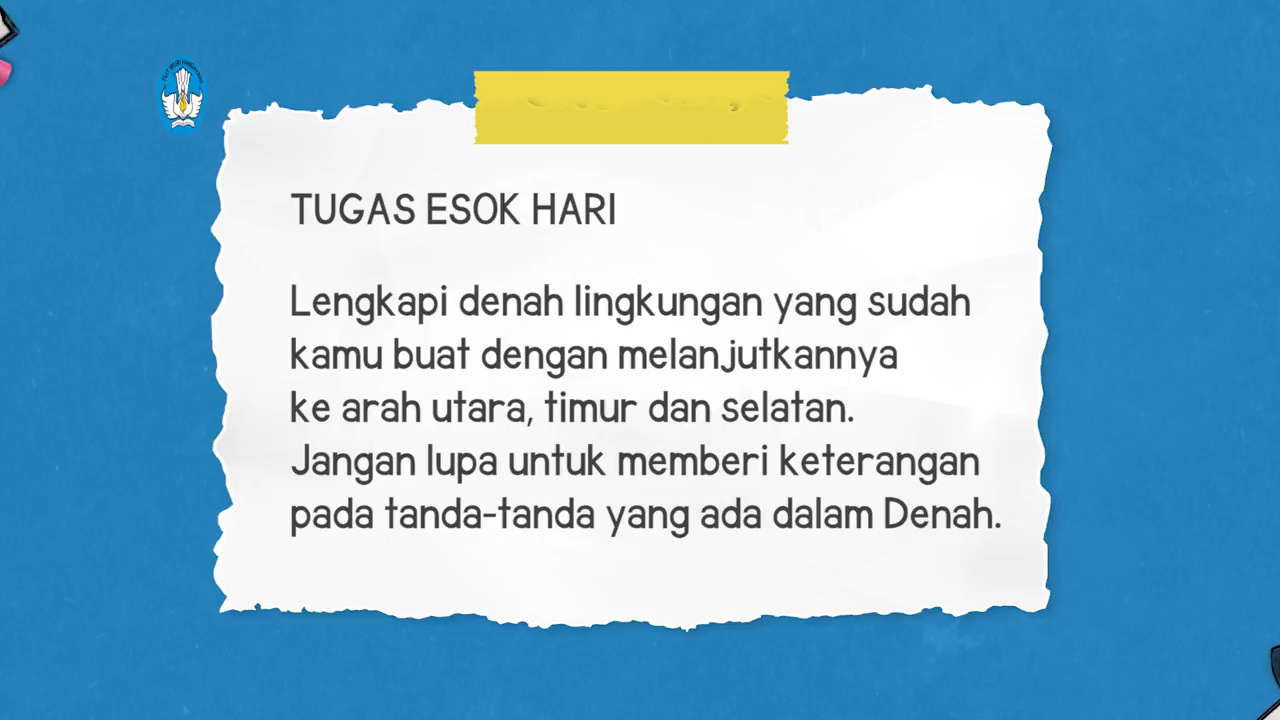 TUGAS ESOK HARI
Lengkapi denah lingkungan yang sudah
kamu buat dengan melanjutkannya
ke arah utara, timur dan selatan.
Jangan lupa untuk memberi keterangan
pada tanda-tanda yang ada dalam Denah.